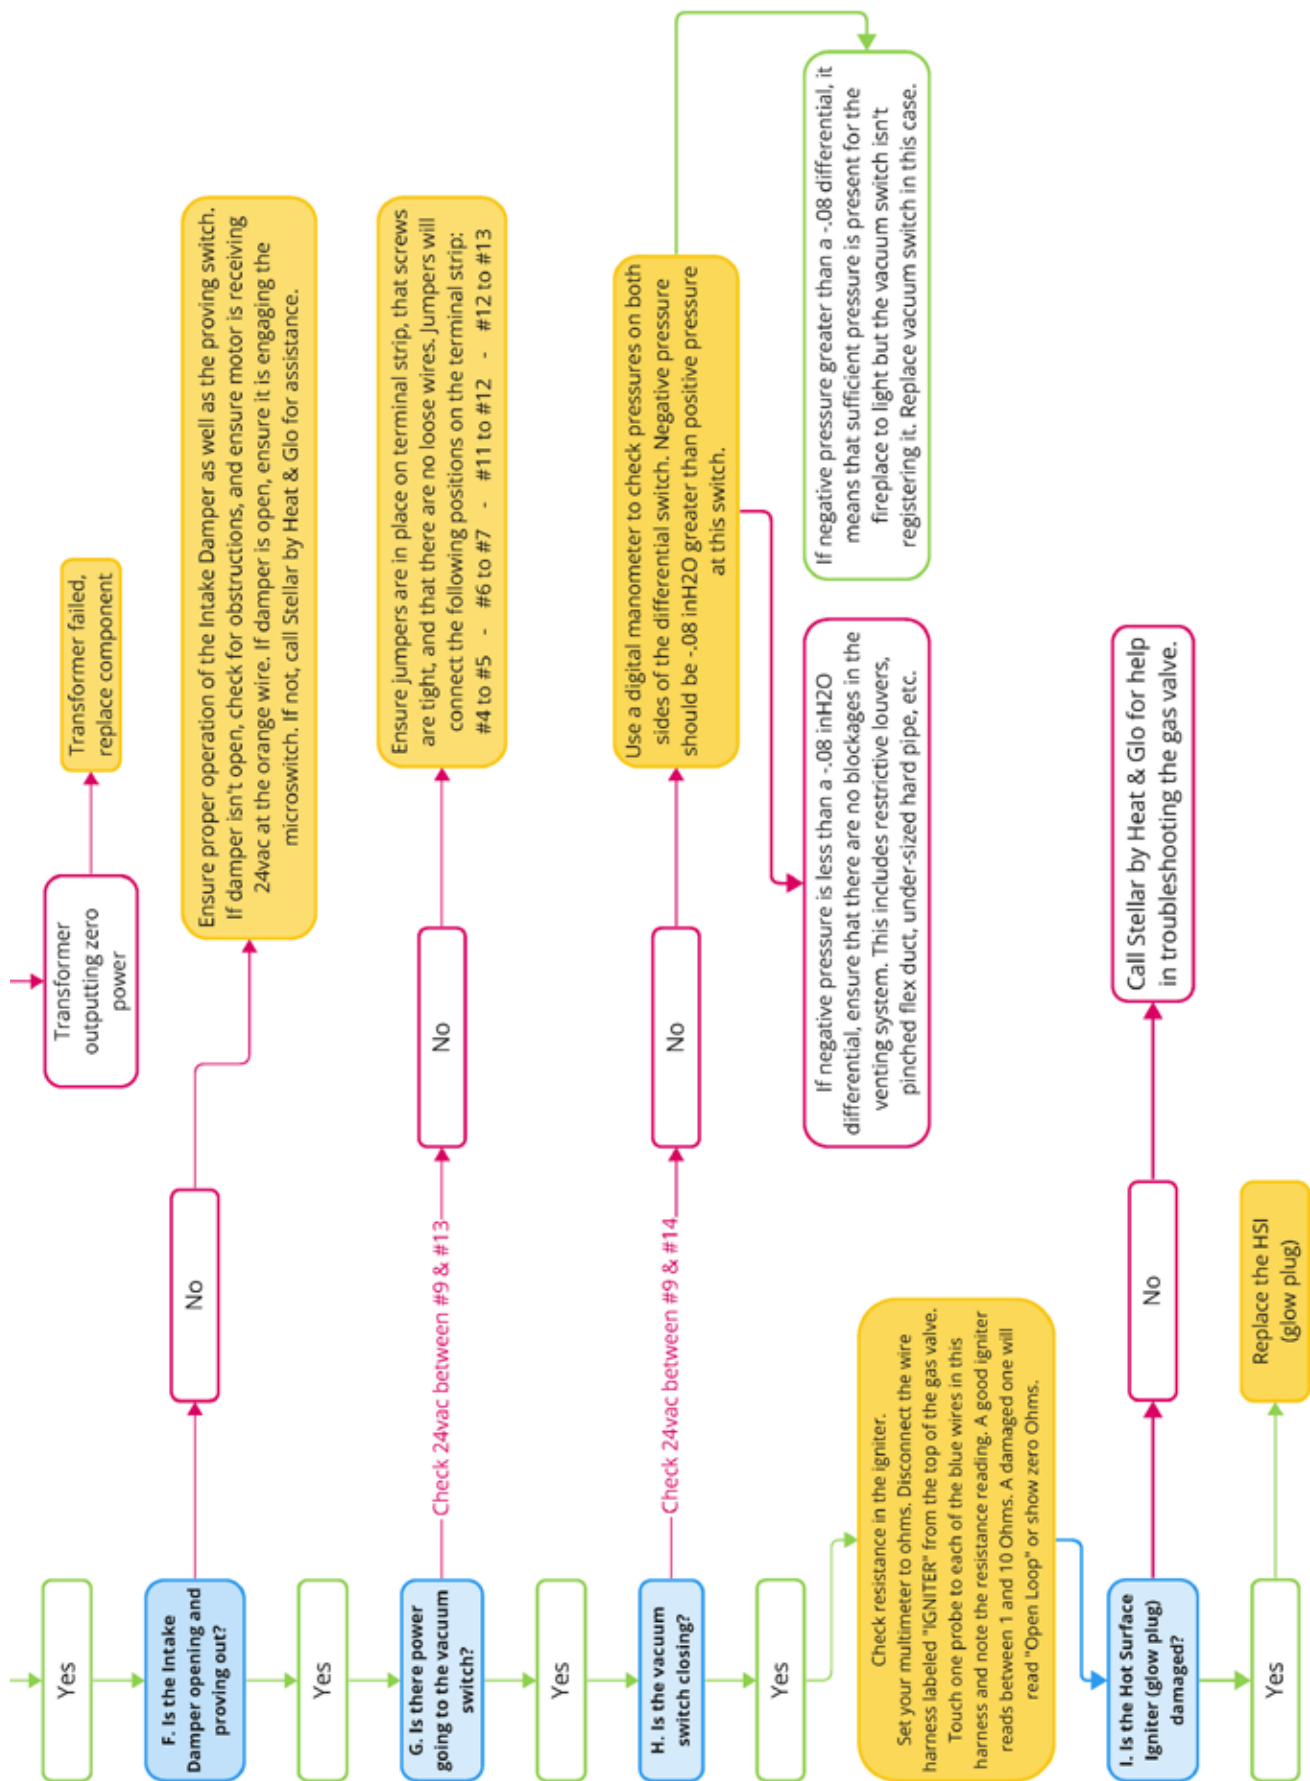 Yes
Transformer
outputting zero
power
Transformer failed,
replace component
F. Is the Intake
Damper opening and
proving out?
No
Ensure proper operation of the Intake Damper as well as the proving switch.
If damper isn't open, check for obstructions, and ensure motor is receiving
24vac at the orange wire. If damper is open, ensure it is engaging the
microswitch. If not, call Stellar by Heat & Glo for assistance.
Yes
G. Is there power
going to the vacuum
switch?
Check 24vac between #9 & #13
No
Ensure jumpers are in place on terminal strip, that screws
are tight, and that there are no loose wires. Jumpers will
connect the following positions on the terminal strip:
#4 to #5 - #6 to #7 - #11 to #12 - #12 to #13
Yes
H. Is the vacuum
switch closing?
Check 24vac between #9 & #14
No
Use a digital manometer to check pressures on both
sides of the differential switch. Negative pressure
should be -.08 inH2O greater than positive pressure
at this switch.
If negative pressure is less than a -.08 inH2O
differential, ensure that there are no blockages in the
venting system. This includes restrictive louvers,
pinched flex duct, under-sized hard pipe, etc.
If negative pressure greater than a -.08 differential, it
means that sufficient pressure is present for the
fireplace to light but the vacuum switch isn't
registering it. Replace vacuum switch in this case.
Yes
Check resistance in the igniter.
Set your multimeter to ohms. Disconnect the wire
harness labeled "IGNITER" from the top of the gas valve.
Touch one probe to each of the blue wires in this
harness and note the resistance reading. A good igniter
reads between 1 and 10 Ohms. A damaged one will
read "Open Loop" or show zero Ohms.
I. Is the Hot Surface
Igniter (glow plug)
damaged?
No
Call Stellar by Heat & Glo for help
in troubleshooting the gas valve.
Yes
Replace the HSI
(glow plug)